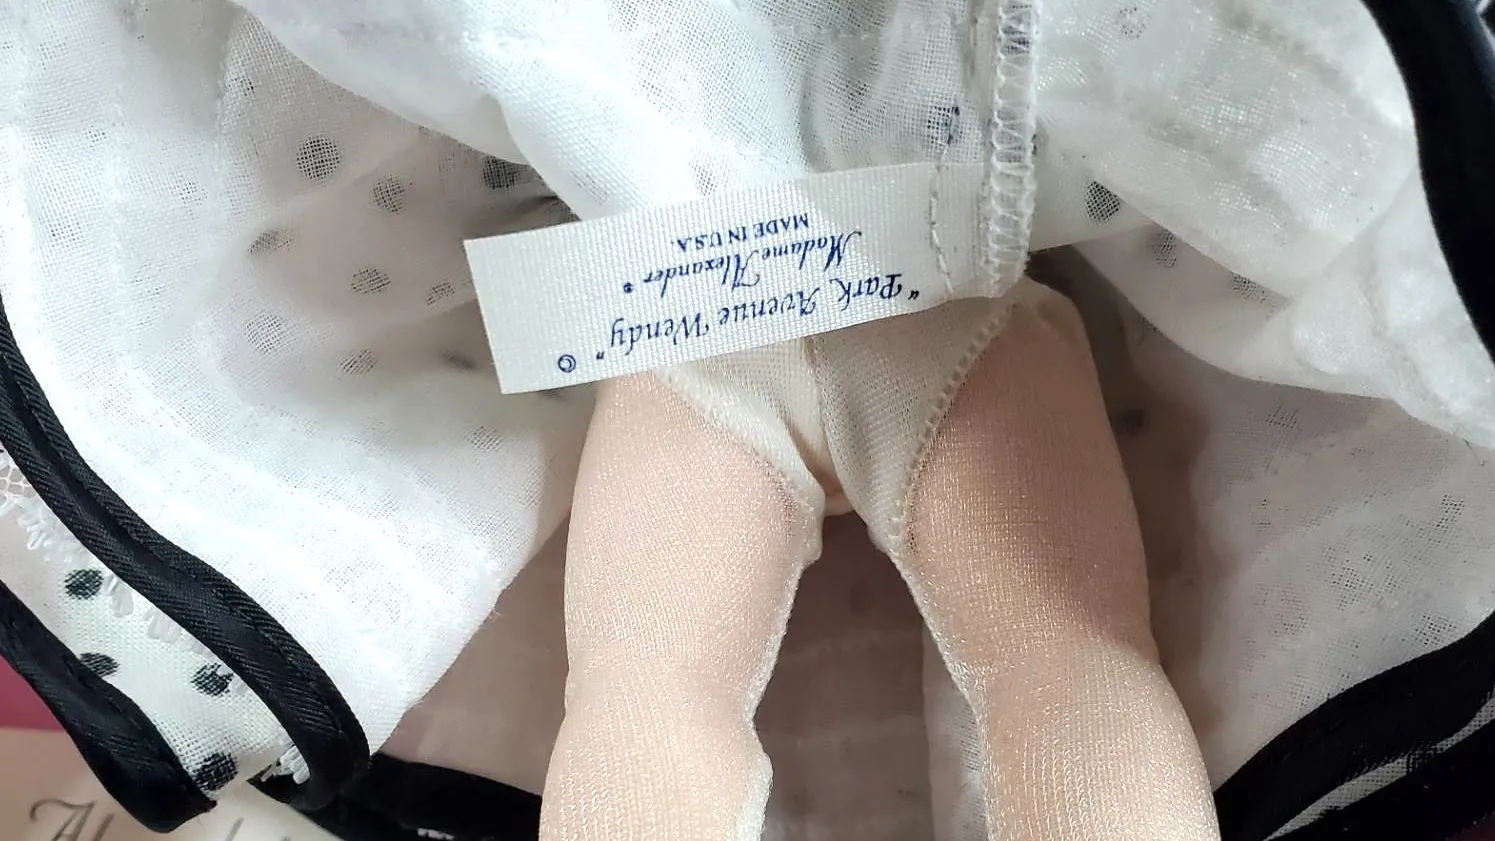 "Park Avenue Wendy" ©
Madame Alexander ®
MADE IN U.S.A.